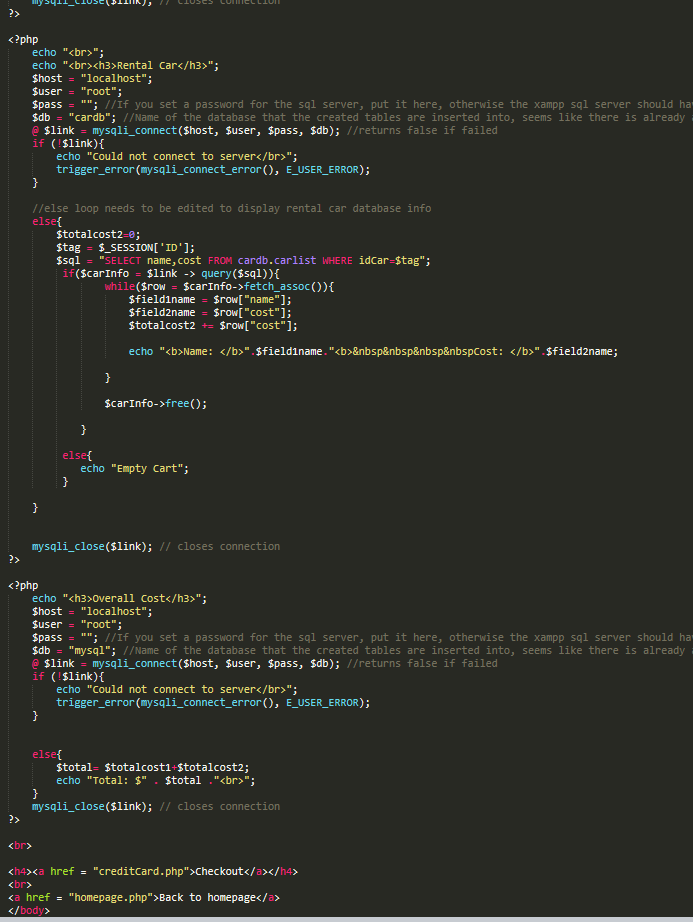 mysqli_close($link); // closes connection
?>
<?php
echo "<br>";
echo "<br><h3>Rental Car</h3>";
$host = "localhost";
$user = "root";
$pass = ""; //If you set a password for the sql server, put it here, otherwise the xampp sql server should ha
$db = "cardb"; //Name of the database that the created tables are inserted into, seems like there is already
@ $link = mysqli_connect($host, $user, $pass, $db); //returns false if failed
if (!$link){
echo "Could not connect to server</br>";
trigger_error(mysqli_connect_error(), E_USER_ERROR);
}
//else loop needs to be edited to display rental car database info
else{
$totalcost2=0;
$tag = $_SESSION['ID'];
$sql = "SELECT name,cost FROM cardb.carlist WHERE idCar=$tag";
if($carInfo = $link -> query($sql)){
while($row = $carInfo->fetch_assoc()){
$field1name = $row["name"];
$field2name = $row["cost"];
$totalcost2 += $row["cost"];
echo "<b>Name: </b>".$field1name."<b>&nbsp&nbsp&nbsp&nbspCost: </b>".$field2name;
}
$carInfo->free();
}
else{
echo "Empty Cart";
}
}
mysqli_close($link); // closes connection
?>
<?php
echo "<h3>Overall Cost</h3>";
$host = "localhost";
$user = "root";
$pass = ""; //If you set a password for the sql server, put it here, otherwise the xampp sql server should ha
$db = "mysql"; //Name of the database that the created tables are inserted into, seems like there is already
@ $link = mysqli_connect($host, $user, $pass, $db); //returns false if failed
if (!$link){
echo "Could not connect to server</br>";
trigger_error(mysqli_connect_error(), E_USER_ERROR);
}
else{
$total= $totalcost1+$totalcost2;
echo "Total: $" . $total ."<br>";
}
mysqli_close($link); // closes connection
?>
<br>
<h4><a href = "creditCard.php">Checkout</a></h4>
<br>
<a href = "homepage.php">Back to homepage</a>
</body>